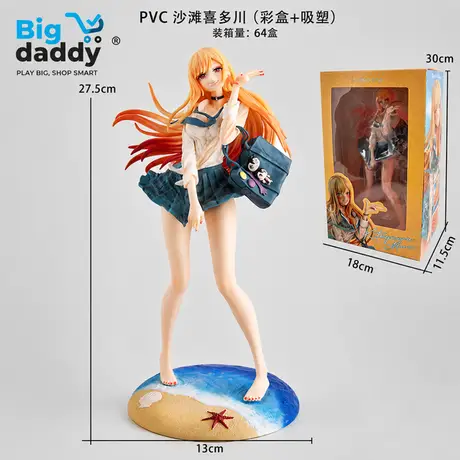 Big
daddy®
PLAY BIG, SHOP SMART
PVC 沙滩喜多川（彩盒+吸塑）
装箱量：64盒
27.5cm
30cm
18cm
11.5cm
13cm